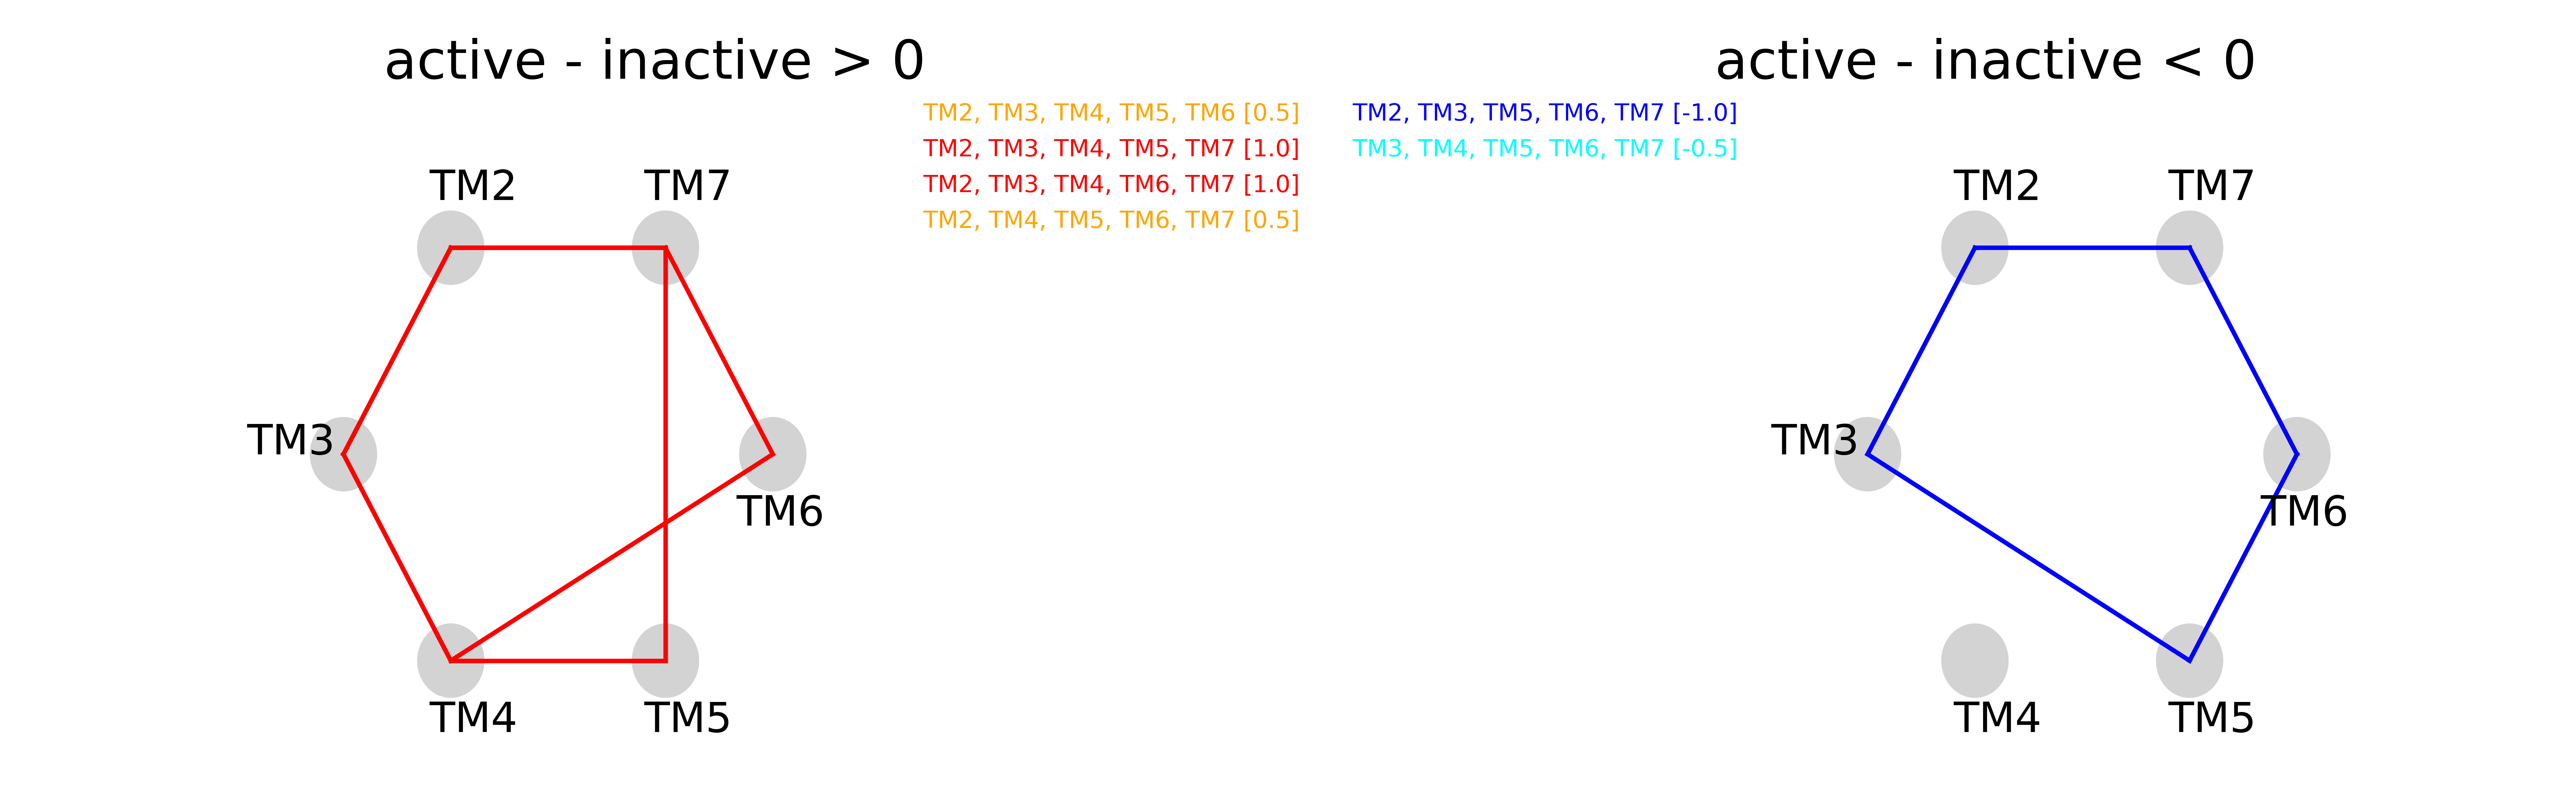 active - inactive > 0
TM2, TM3, TM4, TM5, TM6 [0.5]
TM2, TM3, TM4, TM5, TM7 [1.0]
TM2, TM3, TM4, TM6, TM7 [1.0]
TM2, TM4, TM5, TM6, TM7 [0.5]
TM2
TM7
TM3
TM6
TM4
TM5
active - inactive < 0
TM2, TM3, TM5, TM6, TM7 [-1.0]
TM3, TM4, TM5, TM6, TM7 [-0.5]
TM2
TM7
TM3
TM6
TM4
TM5